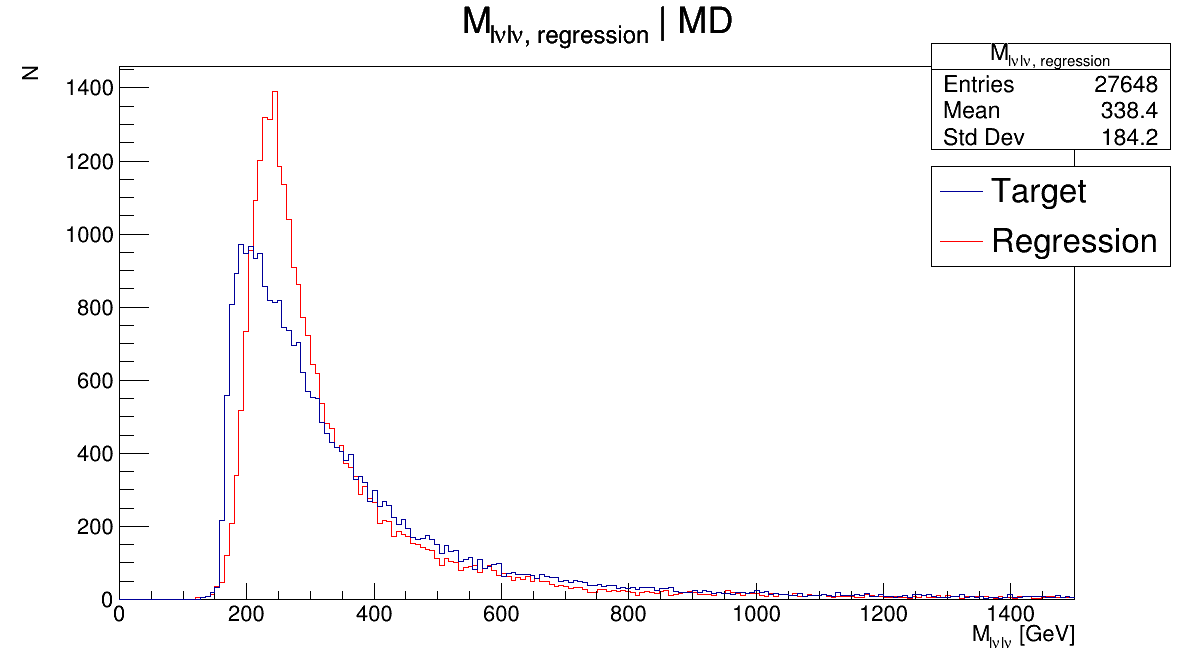 M_lνlν, regression | MD
N
M_lνlν, regression
Entries 27648
Mean 338.4
Std Dev 184.2
Target
Regression
1400
1200
1000
800
600
400
200
0
0 200 400 600 800 1000 1200 1400
M_lνlν [GeV]